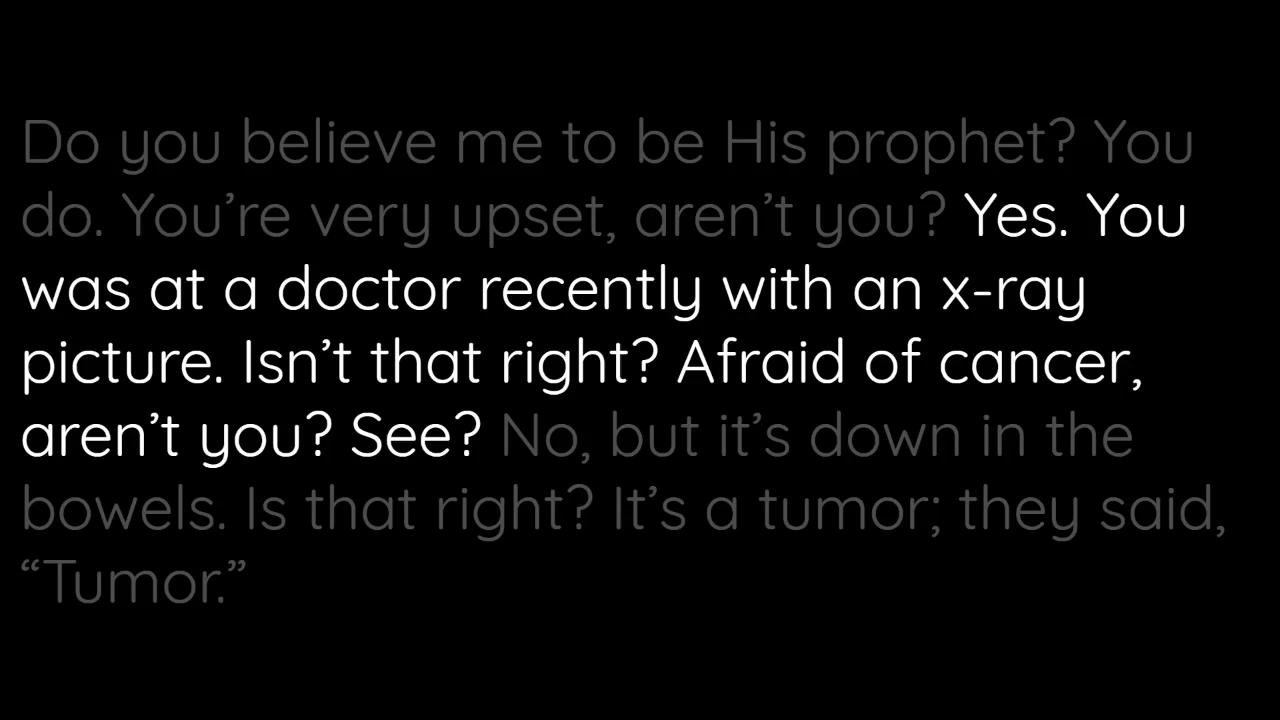 Do you believe me to be His prophet? You
do. You’re very upset, aren’t you? Yes. You
was at a doctor recently with an x-ray
picture. Isn’t that right? Afraid of cancer,
aren’t you? See? No, but it’s down in the
bowels. Is that right? It’s a tumor; they said,
“Tumor.”